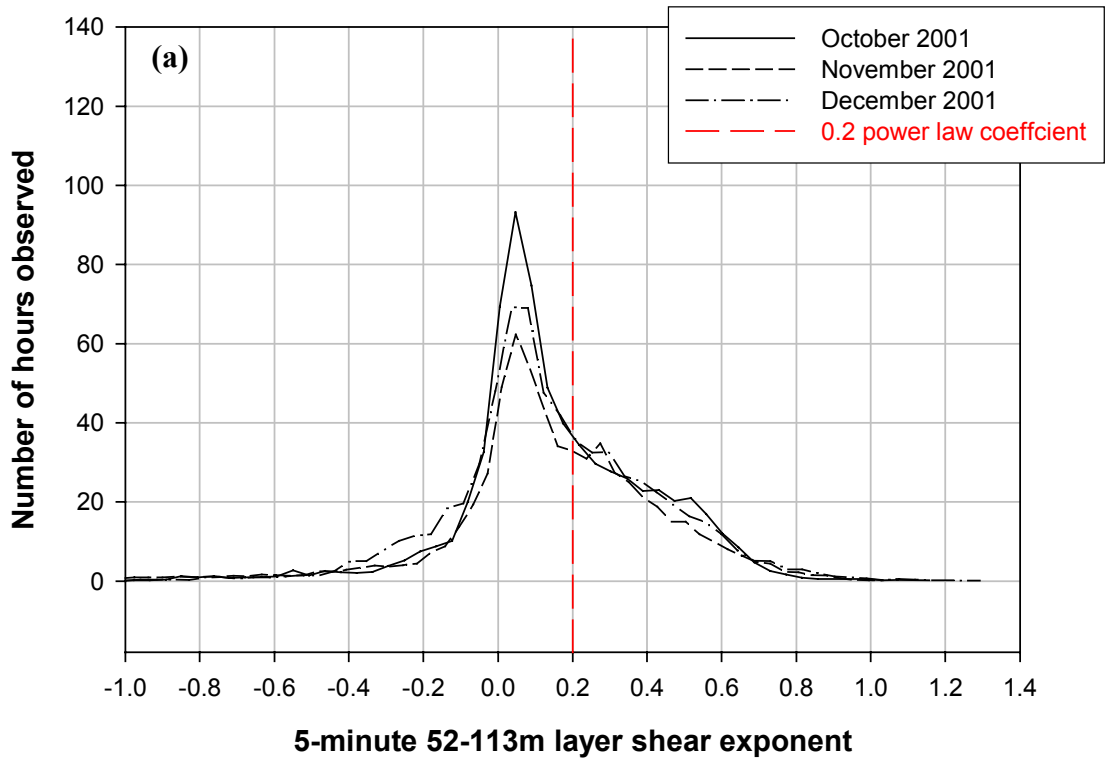 (a)
October 2001
November 2001
December 2001
0.2 power law coeffcient
Number of hours observed
140
120
100
80
60
40
20
0
-1.0 -0.8 -0.6 -0.4 -0.2 0.0 0.2 0.4 0.6 0.8 1.0 1.2 1.4
5-minute 52-113m layer shear exponent